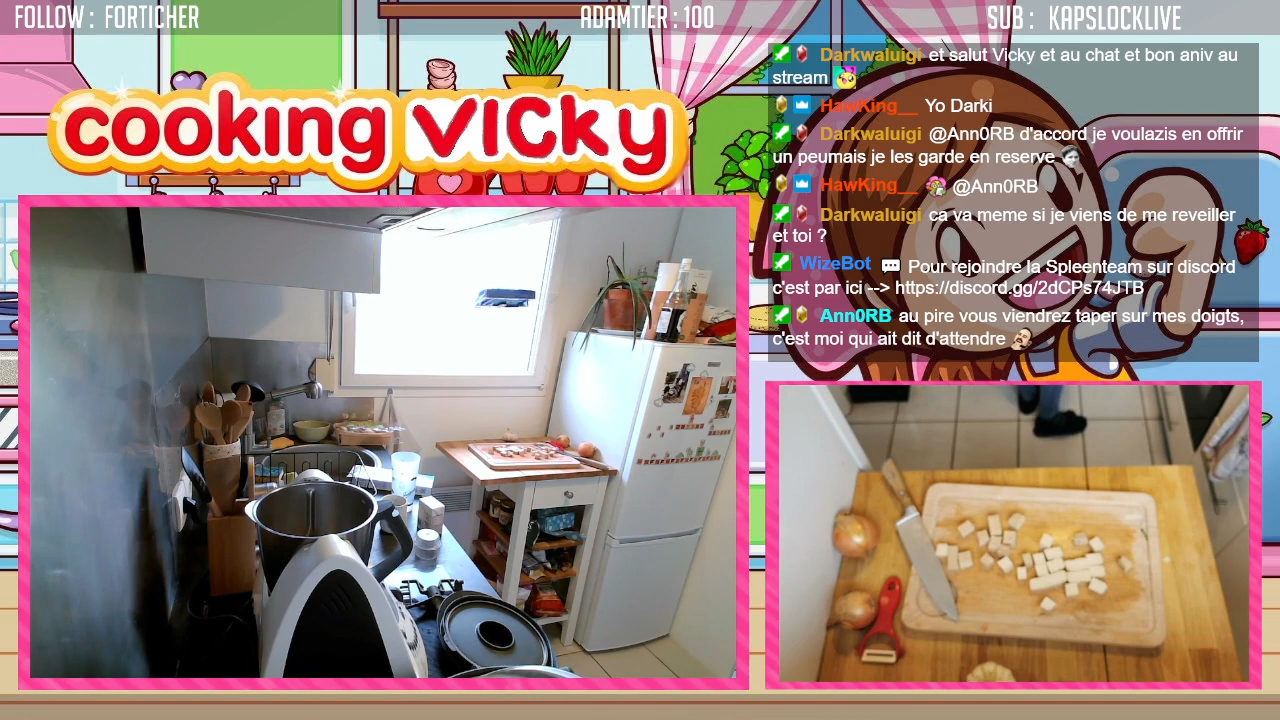 FOLLOW : FORTICHER
ADAMTIER : 100
SUB : KAPSLOCKLIVE
cooking VICky
Darkwaluigi et salut Vicky et au chat et bon aniv au
stream
HawKing__ Yo Darki
Darkwaluigi @Ann0RB d'accord je voulazis en offrir
un peumais je les garde en reserve
HawKing__ @Ann0RB
Darkwaluigi ca va meme si je viens de me reveiller
et toi ?
WizeBot Pour rejoindre la Spleenteam sur discord
c'est par ici --> https://discord.gg/2dCPs74JTB
Ann0RB au pire vous viendrez taper sur mes doigts,
c'est moi qui ait dit d'attendre